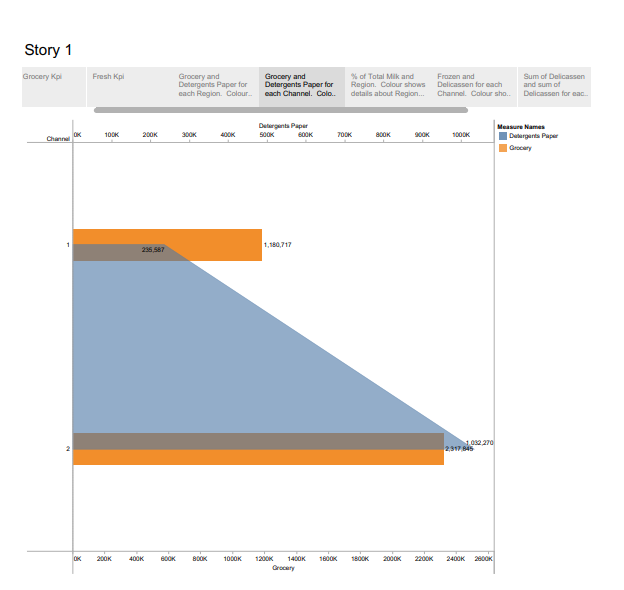 Story 1
Grocery Kpi
Fresh Kpi
Grocery and
Detergents Paper for
each Region. Colour..
Grocery and
Detergents Paper for
each Channel. Colo..
% of Total Milk and
Region. Colour shows
details about Region...
Frozen and
Delicassen for each
Channel. Colour sho..
Sum of Delicassen
and sum of
Delicassen for eac..
Detergents Paper
Channel 0K 100K 200K 300K 400K 500K 600K 700K 800K 900K 1000K
Measure Names
Detergents Paper
Grocery
1 235,587 1,180,717
1,032,270
2 2,317,845
0K 200K 400K 600K 800K 1000K 1200K 1400K 1600K 1800K 2000K 2200K 2400K 2600K
Grocery